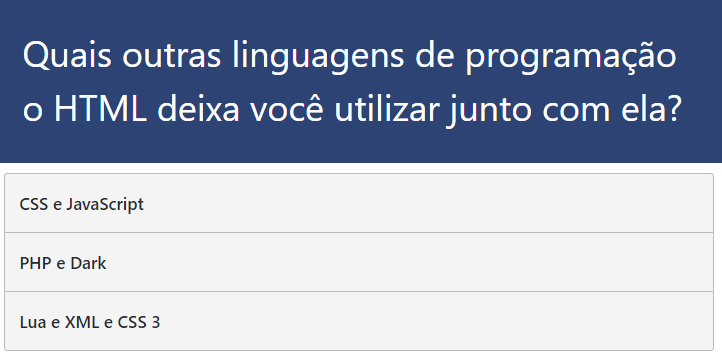 Quais outras linguagens de programação
o HTML deixa você utilizar junto com ela?
CSS e JavaScript
PHP e Dark
Lua e XML e CSS 3